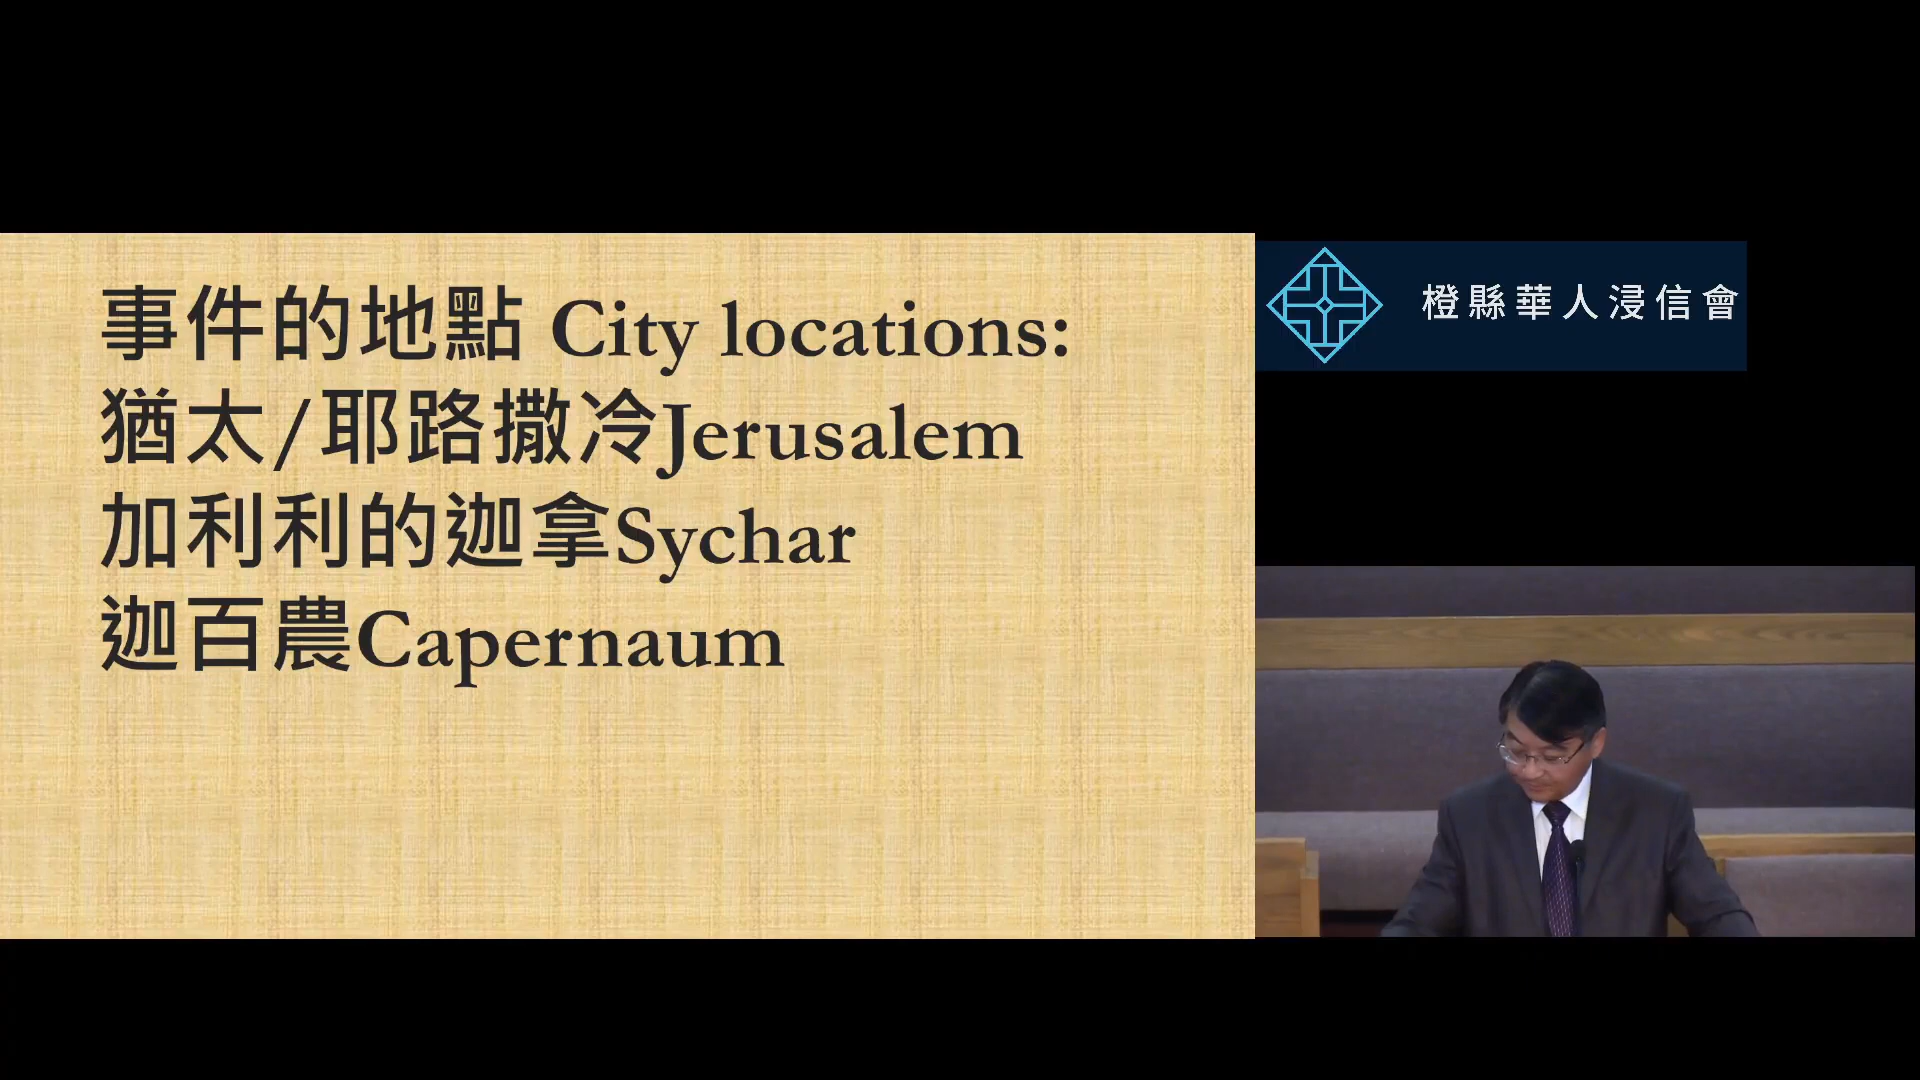 事件的地點 City locations:
猶太/耶路撒冷Jerusalem
加利利的迦拿Sychar
迦百農Capernaum
橙縣華人浸信會